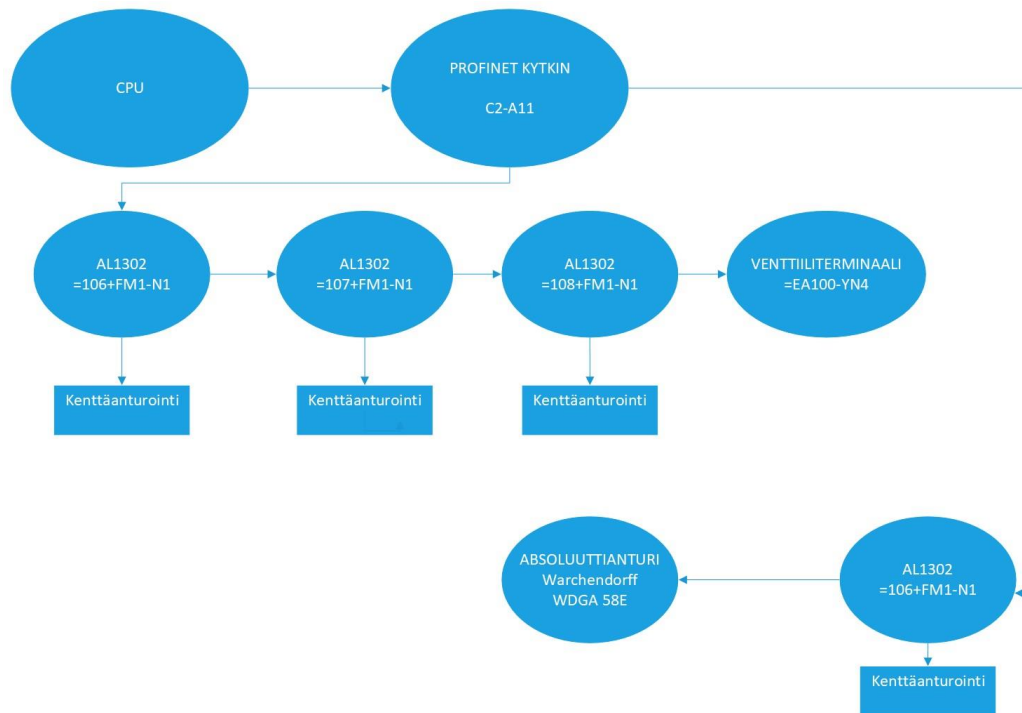 CPU
PROFINET KYTKIN
C2-A11
AL1302
=106+FM1-N1
AL1302
=107+FM1-N1
AL1302
=108+FM1-N1
VENTTIILITERMINAALI
=EA100-YN4
Kenttäanturointi
Kenttäanturointi
Kenttäanturointi
ABSOLUUTTIANTURI
Warchendorff
WDGA 58E
AL1302
=106+FM1-N1
Kenttäanturointi